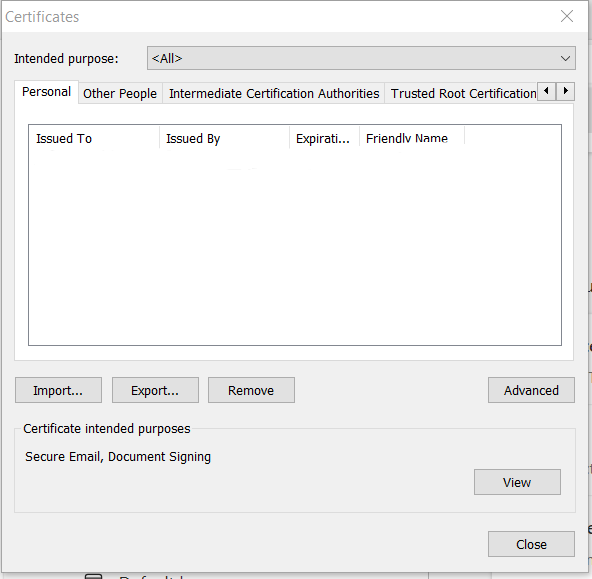 Certificates
Intended purpose:
<All>
Personal
Other People
Intermediate Certification Authorities
Trusted Root Certification
Issued To
Issued By
Expirati...
Friendly Name
Import...
Export...
Remove
Advanced
Certificate intended purposes
Secure Email, Document Signing
View
Close